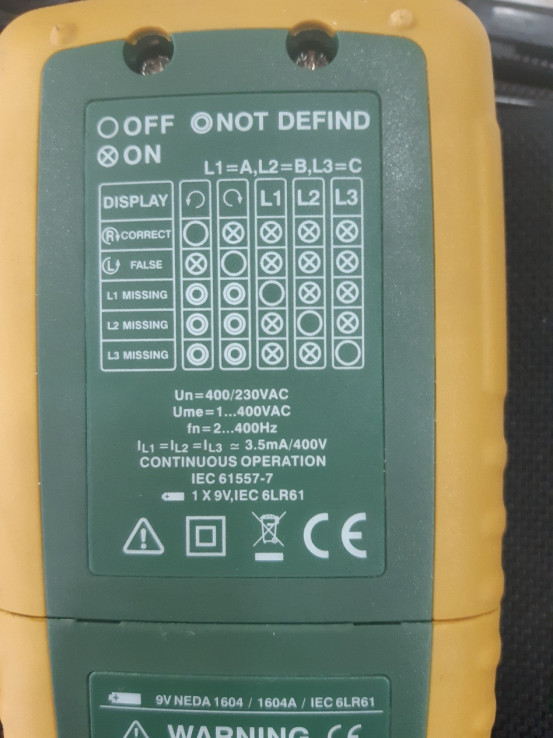 OFF NOT DEFIND
ON
L1=A,L2=B,L3=C
DISPLAY L1 L2 L3
R CORRECT
L FALSE
L1 MISSING
L2 MISSING
L3 MISSING
Un=400/230VAC
Ume=1...400VAC
fn=2...400Hz
IL1 =IL2 =IL3 ≃ 3.5mA/400V
CONTINUOUS OPERATION
IEC 61557-7
1 X 9V,IEC 6LR61
CE
9V NEDA 1604 / 1604A / IEC 6LR61
WARNING CE